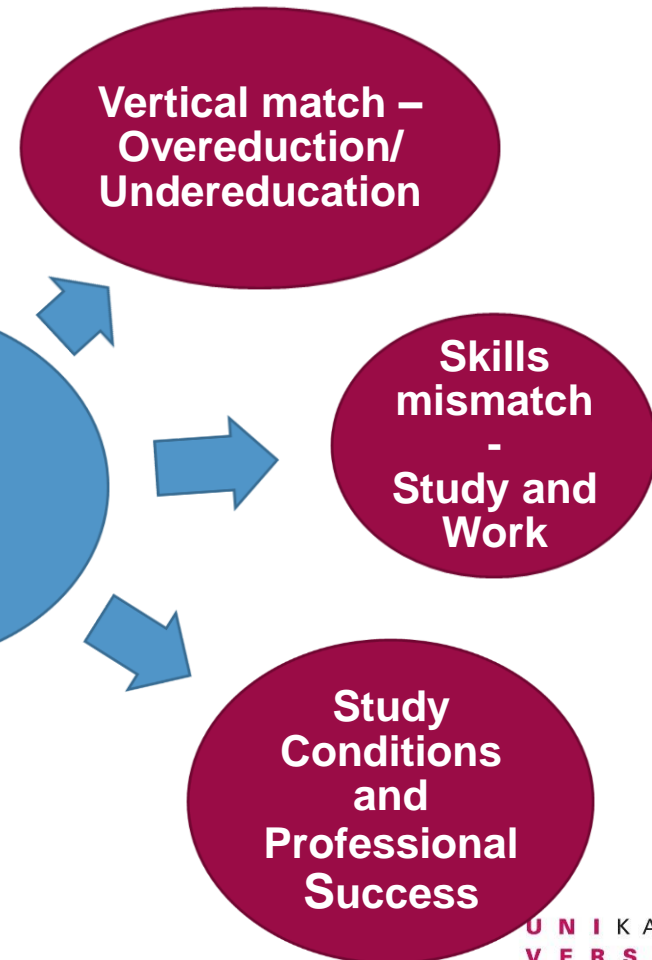 Vertical match –
Overeduction/
Undereducation
Skills
mismatch
-
Study and
Work
Study
Conditions
and
Professional
Success
U N I K A
V E R S